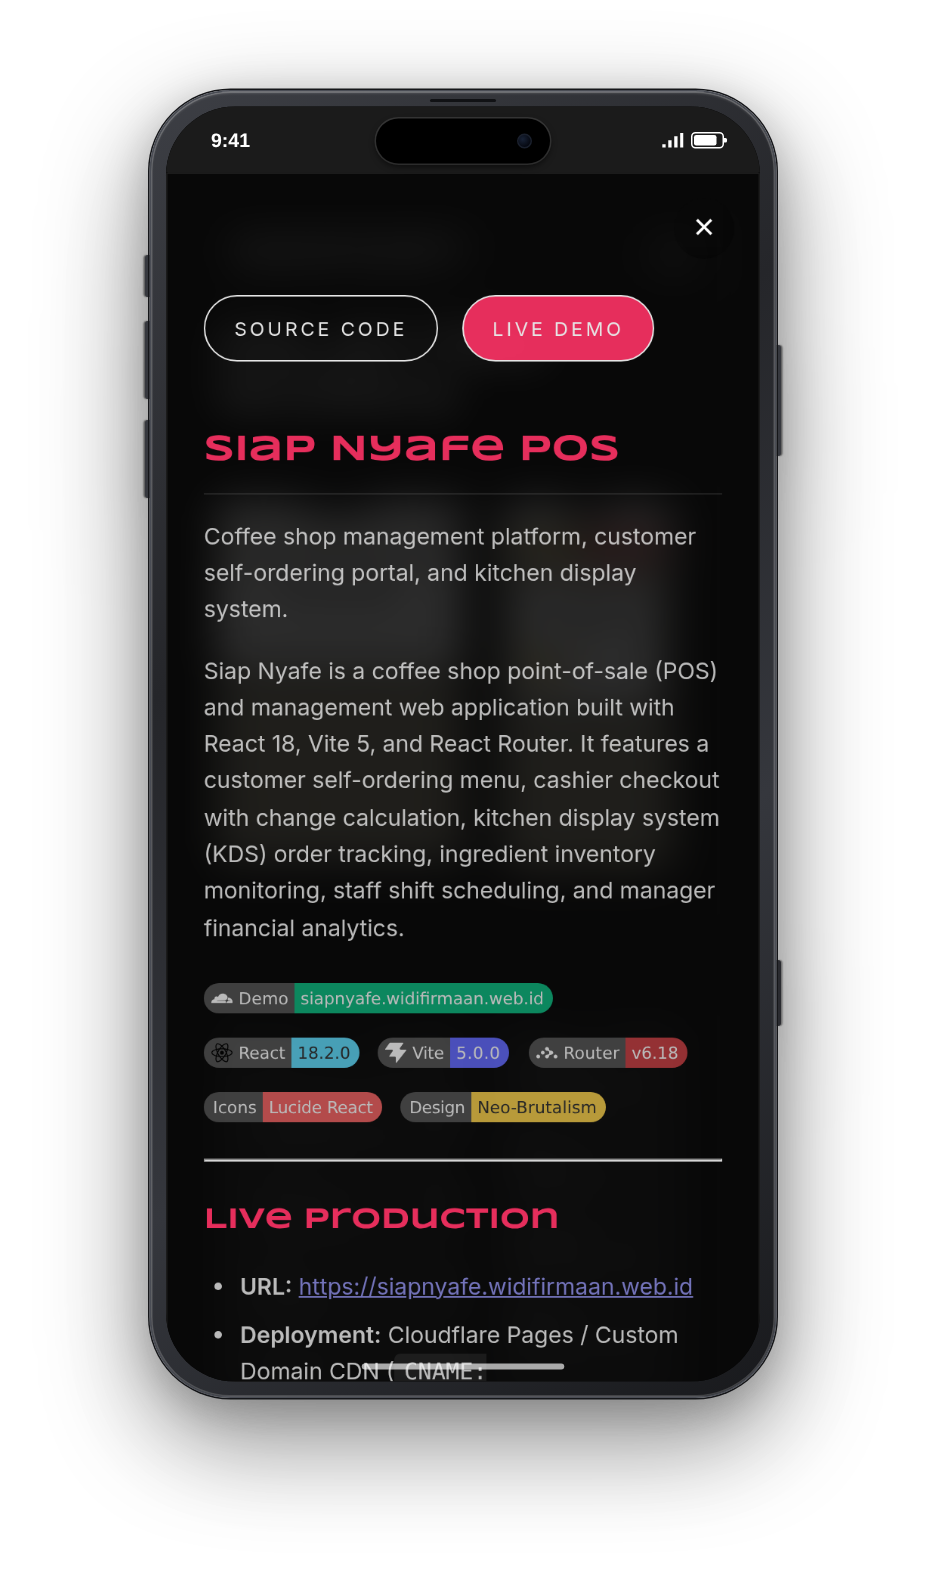 9:41
SOURCE CODE
LIVE DEMO
Siap Nyafe POS
Coffee shop management platform, customer
self-ordering portal, and kitchen display
system.
Siap Nyafe is a coffee shop point-of-sale (POS)
and management web application built with
React 18, Vite 5, and React Router. It features a
customer self-ordering menu, cashier checkout
with change calculation, kitchen display system
(KDS) order tracking, ingredient inventory
monitoring, staff shift scheduling, and manager
financial analytics.
Demo siapnyafe.widifirmaan.web.id
React 18.2.0 Vite 5.0.0 Router v6.18
Icons Lucide React Design Neo-Brutalism
Live Production
• URL: https://siapnyafe.widifirmaan.web.id
• Deployment: Cloudflare Pages / Custom
Domain CDN ( CNAME: